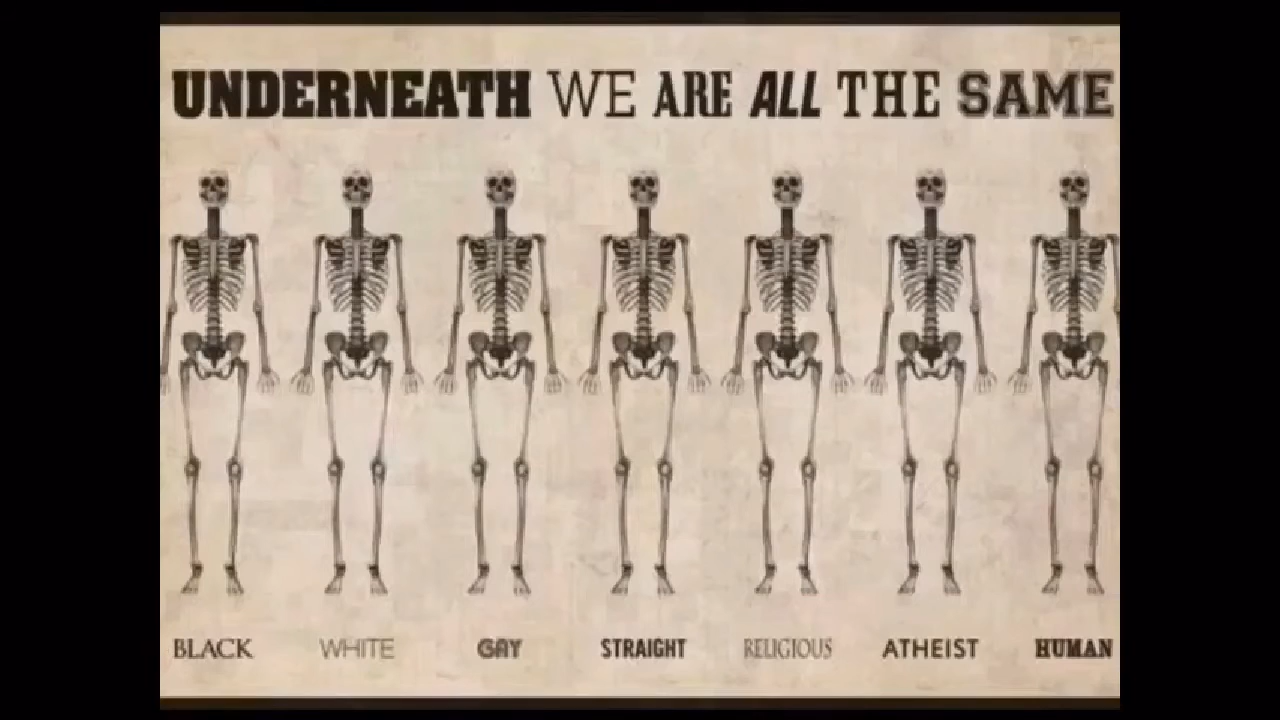 UNDERNEATH WE ARE ALL THE SAME
BLACK WHITE GAY STRAIGHT RELIGIOUS ATHEIST HUMAN